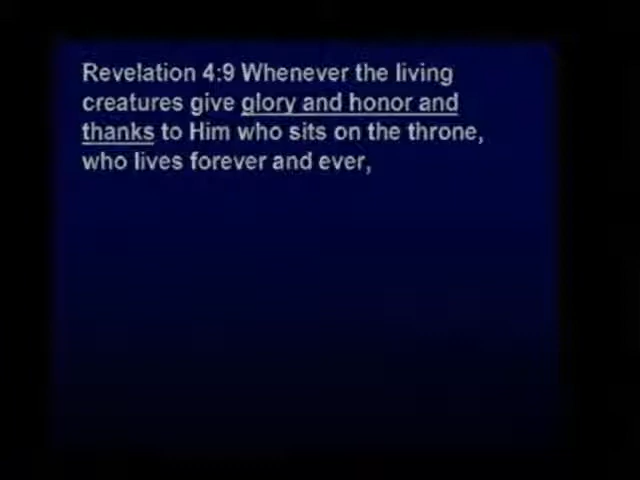 Revelation 4:9 Whenever the living
creatures give glory and honor and
thanks to Him who sits on the throne,
who lives forever and ever,